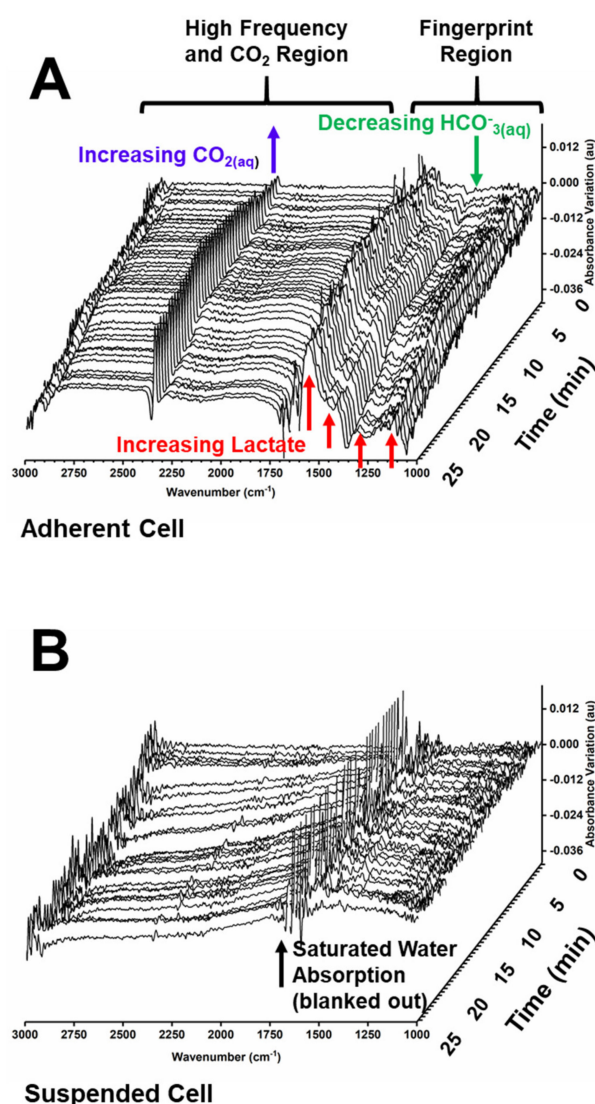 High Frequency
and CO₂ Region
Fingerprint
Region
A
Decreasing HCO⁻₃(aq)
Increasing CO₂(aq)
0.012
0.000
-0.012
-0.024
-0.036
Absorbance Variation (au)
0
5
10
15
20
25
Time (min)
Increasing Lactate
3000
2750
2500
2000
1750
1500
1250
1000
Wavenumber (cm⁻¹)
Adherent Cell
B
0.012
0.000
-0.012
-0.024
-0.036
Absorbance Variation (au)
0
5
10
15
20
25
Time (min)
Saturated Water
Absorption
(blanked out)
3000
2750
2500
2000
1750
1500
1250
1000
Wavenumber (cm⁻¹)
Suspended Cell